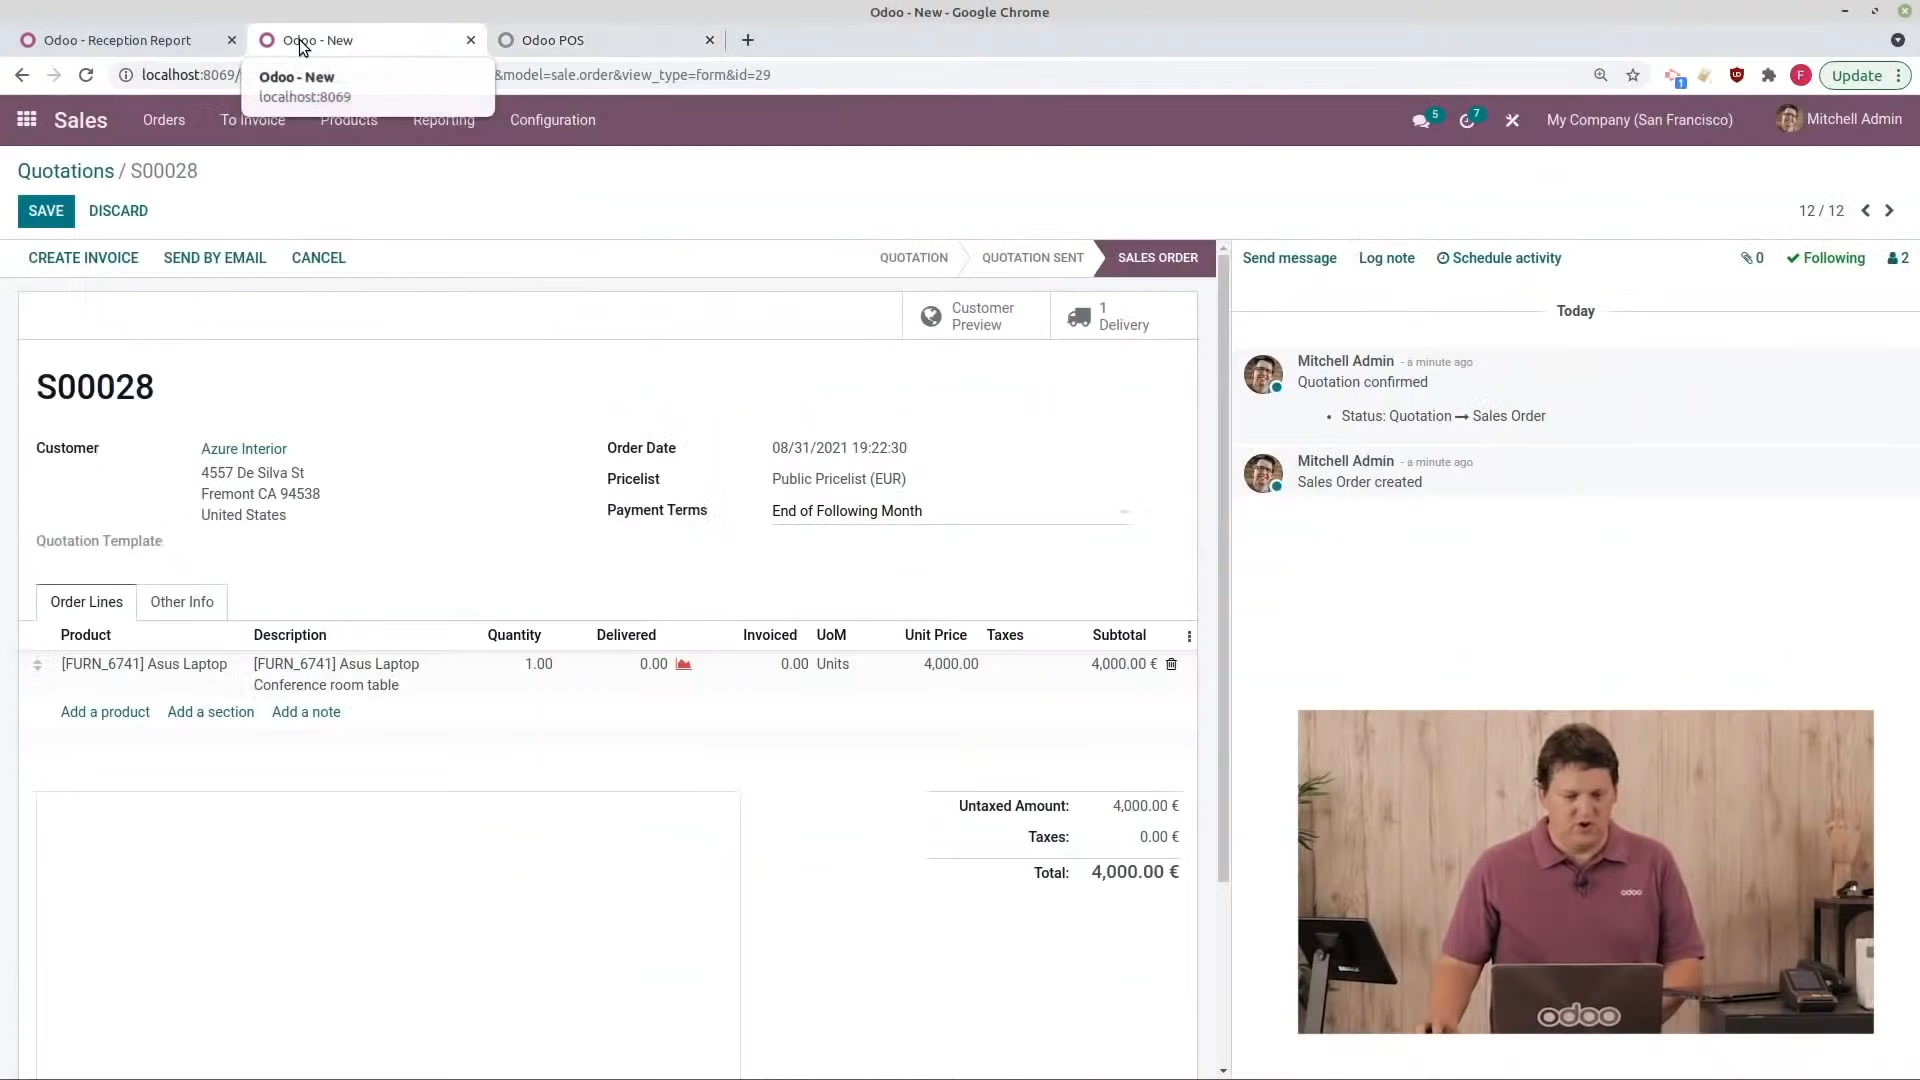 Odoo - New - Google Chrome
Odoo - Reception Report
Odoo - New
Odoo POS
localhost:8069/
&model=sale.order&view_type=form&id=29
1
F
Update
Odoo - New
localhost:8069
Sales
Orders
To Invoice
Products
Reporting
Configuration
5
7
My Company (San Francisco)
Mitchell Admin
Quotations / S00028
SAVE
DISCARD
12 / 12
CREATE INVOICE
SEND BY EMAIL
CANCEL
QUOTATION
QUOTATION SENT
SALES ORDER
Send message
Log note
Schedule activity
0
Following
2
Customer
Preview
1
Delivery
Today
S00028
Mitchell Admin - a minute ago
Quotation confirmed
• Status: Quotation → Sales Order
Mitchell Admin - a minute ago
Sales Order created
Customer
Azure Interior
4557 De Silva St
Fremont CA 94538
United States
Order Date
08/31/2021 19:22:30
Pricelist
Public Pricelist (EUR)
Payment Terms
End of Following Month
Quotation Template
Order Lines
Other Info
Product Description Quantity Delivered Invoiced UoM Unit Price Taxes Subtotal
[FURN_6741] Asus Laptop [FURN_6741] Asus Laptop 1.00 0.00 0.00 Units 4,000.00 4,000.00 €
Conference room table
Add a product Add a section Add a note
Untaxed Amount: 4,000.00 €
Taxes: 0.00 €
Total: 4,000.00 €
odoo
odoo